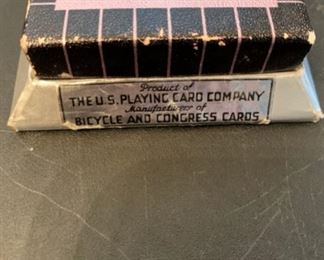 Product of
THE U.S. PLAYING CARD COMPANY
Manufacturers of
BICYCLE AND CONGRESS CARDS